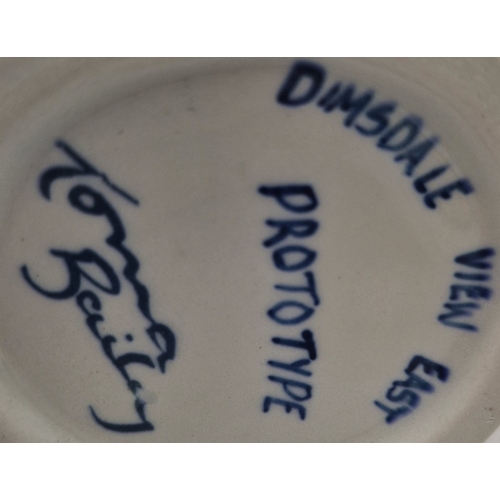 DIMSDALE VIEW EAST
PROTOTYPE
Lorna
Bailey